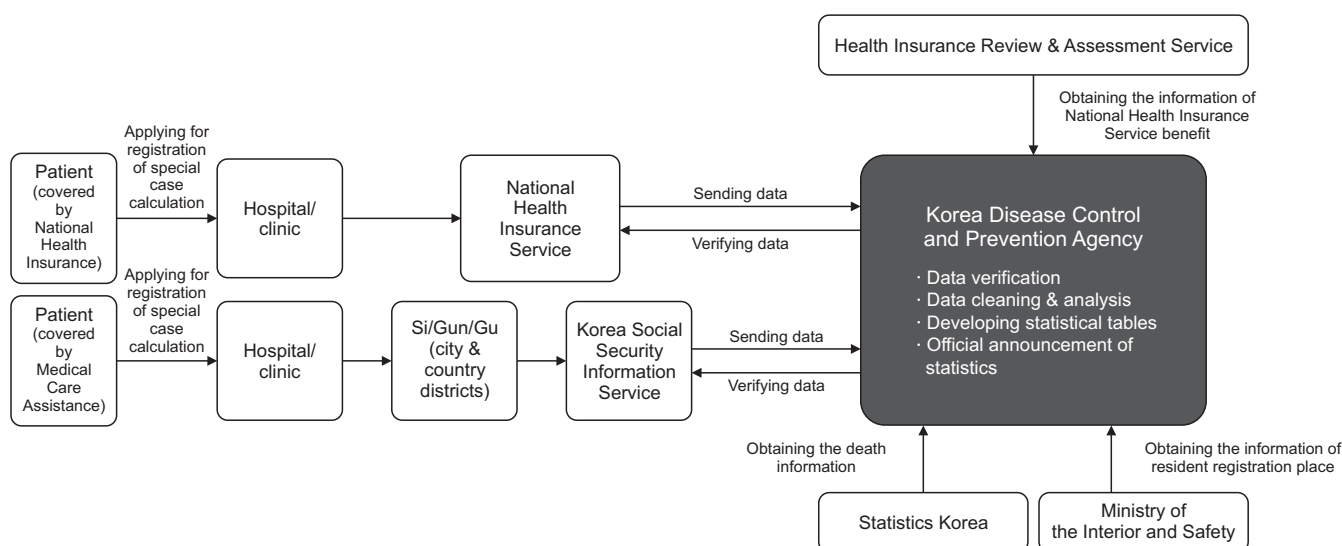 Health Insurance Review & Assessment Service
Obtaining the information of
National Health Insurance
Service benefit
Applying for
registration
of special
case
calculation
Patient
(covered
by
National
Health
Insurance)
Hospital/
clinic
National
Health
Insurance
Service
Sending data
Verifying data
Korea Disease Control
and Prevention Agency
· Data verification
· Data cleaning & analysis
· Developing statistical tables
· Official announcement of
statistics
Applying for
registration
of special
case
calculation
Patient
(covered
by
Medical
Care
Assistance)
Hospital/
clinic
Si/Gun/Gu
(city &
country
districts)
Korea Social
Security
Information
Service
Sending data
Verifying data
Obtaining the death
information
Obtaining the information of
resident registration place
Statistics Korea
Ministry of
the Interior and Safety